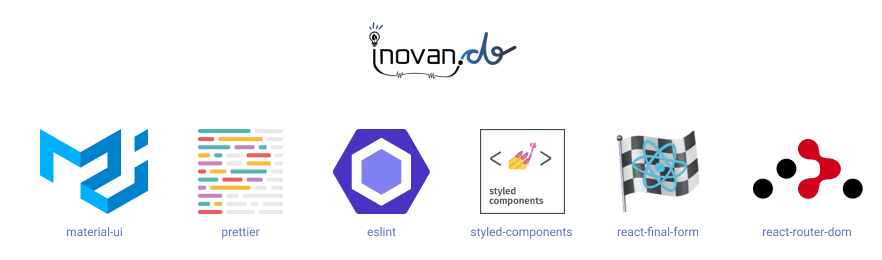 inovan.do
< >
styled
components
material-ui
prettier
eslint
styled-components
react-final-form
react-router-dom